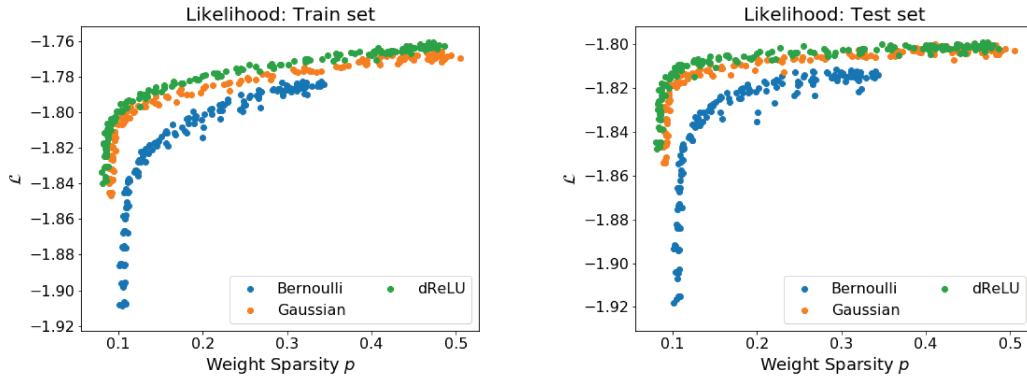 Likelihood: Train set
−1.76
−1.78
−1.80
−1.82
−1.84
−1.86
−1.88
−1.90
−1.92
ℒ
0.1 0.2 0.3 0.4 0.5
Weight Sparsity p
Bernoulli
Gaussian
dReLU
Likelihood: Test set
−1.80
−1.82
−1.84
−1.86
−1.88
−1.90
−1.92
ℒ
0.1 0.2 0.3 0.4 0.5
Weight Sparsity p
Bernoulli
Gaussian
dReLU